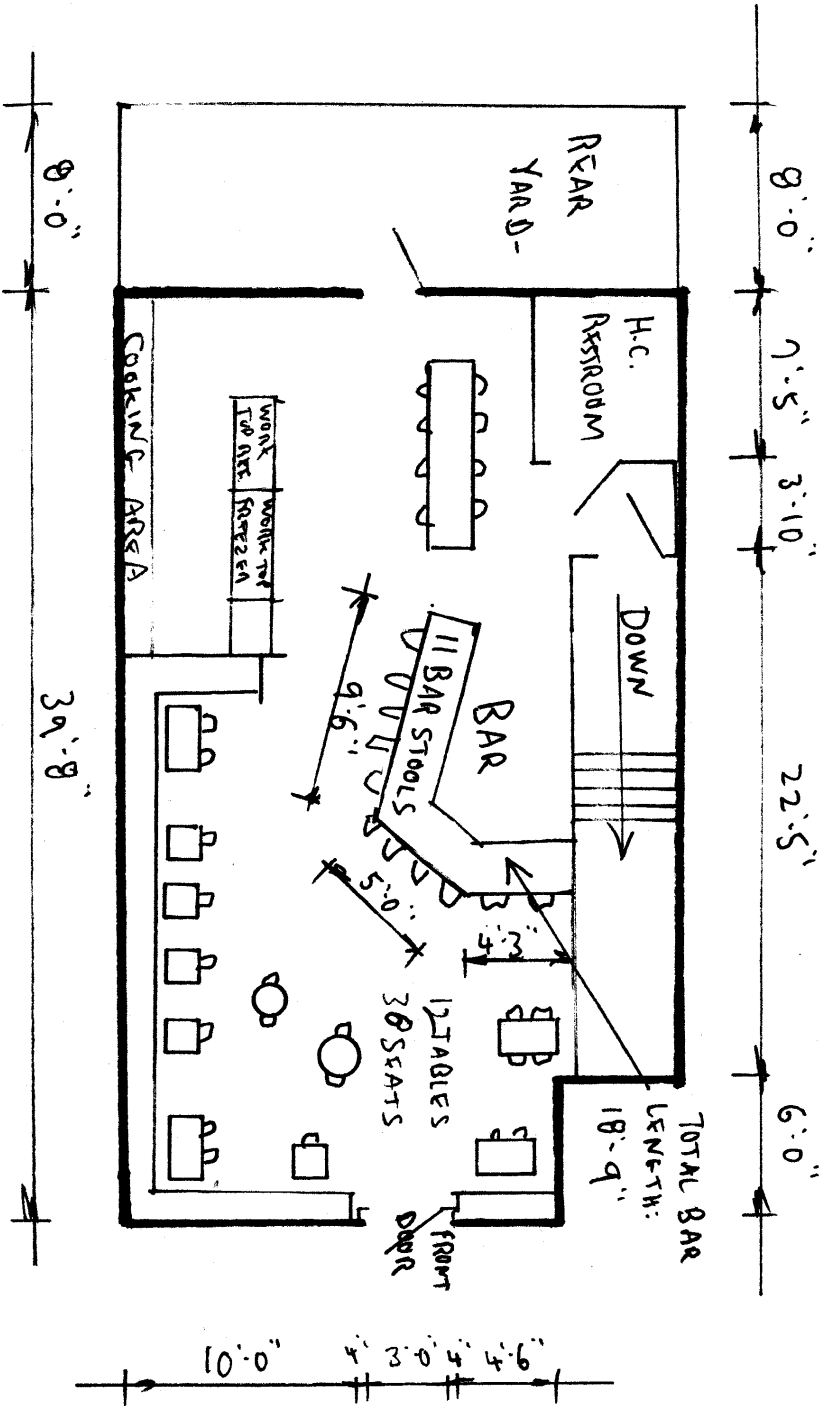 8'-0"
7'-5"
3'-10"
22'-5"
6'-0"
REAR
YARD-
H.C.
RESTROOM
DOWN
BAR
11 BAR STOOLS
9'-6"
5'-0"
4'-3"
TOTAL BAR
LENGTH:
18'-9"
WORK
TOP REF.
WORK TOP
FREEZER
COOKING AREA
12 TABLES
30 SEATS
FRONT
DOOR
8'-0"
39'-8"
10'-0"
4"
3'-0"
4"
4'-6"